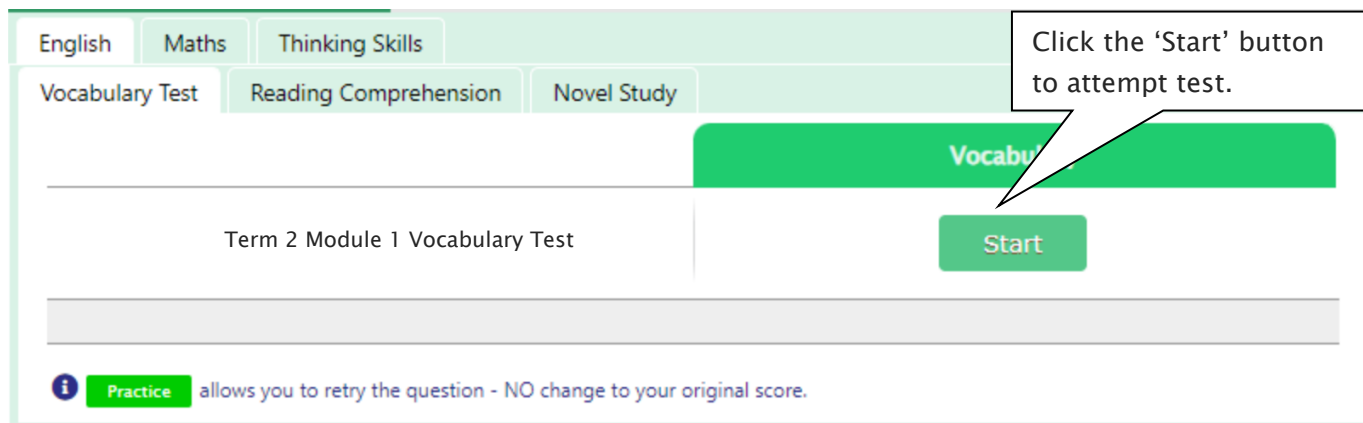 English Maths Thinking Skills
Click the ‘Start’ button
to attempt test.
Vocabulary Test Reading Comprehension Novel Study
Term 2 Module 1 Vocabulary Test
Start
Practice allows you to retry the question - NO change to your original score.